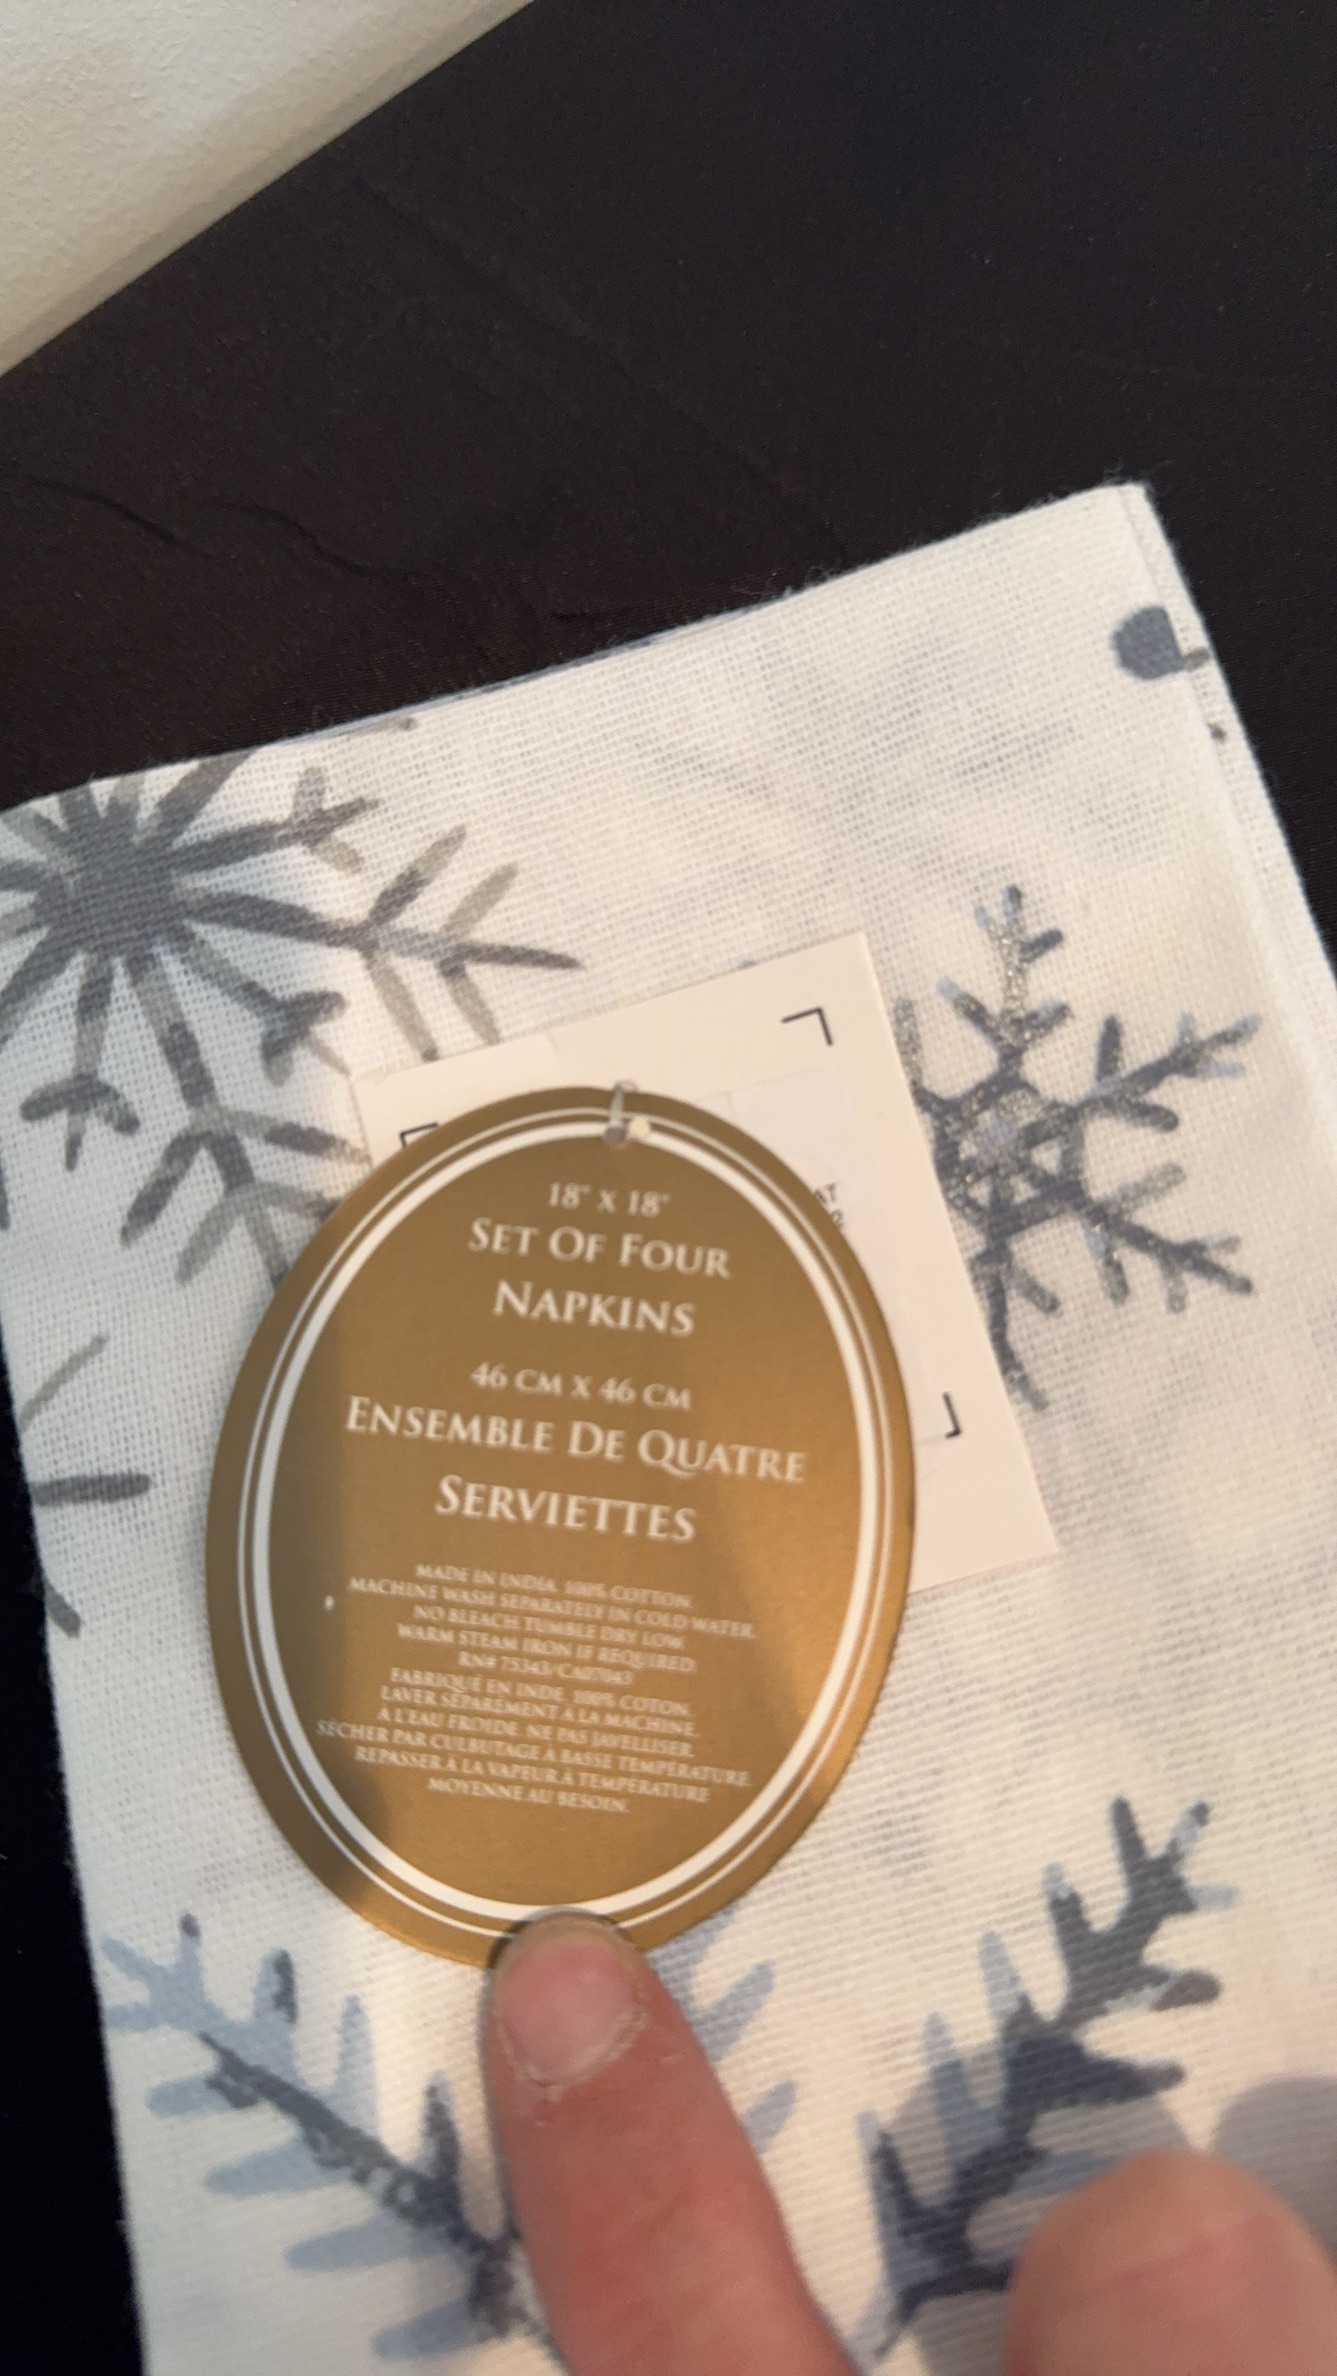 18" X 18"
SET OF FOUR
NAPKINS
46 CM X 46 CM
ENSEMBLE DE QUATRE
SERVIETTES
MADE IN INDIA. 100% COTTON.
MACHINE WASH SEPARATELY IN COLD WATER.
NO BLEACH. TUMBLE DRY LOW.
WARM STEAM IRON IF REQUIRED.
RN# 75343/CA07043
FABRIQUÉ EN INDE. 100% COTON.
LAVER SÉPARÉMENT À LA MACHINE,
À L'EAU FROIDE. NE PAS JAVELLISER.
SÉCHER PAR CULBUTAGE À BASSE TEMPÉRATURE.
REPASSER À LA VAPEUR À TEMPÉRATURE
MOYENNE AU BESOIN.